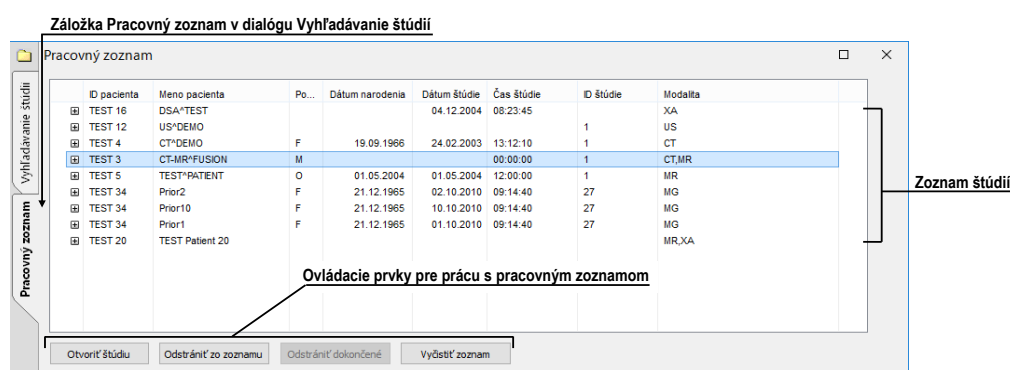 Záložka Pracovný zoznam v dialógu Vyhľadávanie štúdií
Pracovný zoznam
Vyhľadávanie štúdií
Pracovný zoznam
ID pacienta Meno pacienta Po... Dátum narodenia Dátum štúdie Čas štúdie ID štúdie Modalita
TEST 16 DSA^TEST 04.12.2004 08:23:45 XA
TEST 12 US^DEMO 1 US
TEST 4 CT^DEMO F 19.09.1966 24.02.2003 13:12:10 1 CT
TEST 3 CT-MR^FUSION M 00:00:00 1 CT,MR
TEST 5 TEST^PATIENT O 01.05.2004 01.05.2004 12:00:00 1 MR
TEST 34 Prior2 F 21.12.1965 02.10.2010 09:14:40 27 MG
TEST 34 Prior10 F 21.12.1965 10.10.2010 09:14:40 27 MG
TEST 34 Prior1 F 21.12.1965 01.10.2010 09:14:40 27 MG
TEST 20 TEST Patient 20 MR,XA
Zoznam štúdií
Ovládacie prvky pre prácu s pracovným zoznamom
Otvoriť štúdiu Odstrániť zo zoznamu Odstrániť dokončené Vyčistiť zoznam